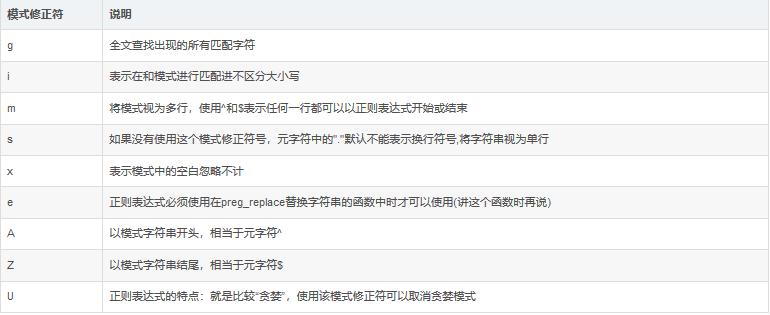 模式修正符 说明
g 全文查找出现的所有匹配字符
i 表示在和模式进行匹配进不区分大小写
m 将模式视为多行，使用^和$表示任何一行都可以以正则表达式开始或结束
s 如果没有使用这个模式修正符号，元字符中的"."默认不能表示换行符号,将字符串视为单行
x 表示模式中的空白忽略不计
e 正则表达式必须使用在preg_replace替换字符串的函数中时才可以使用(讲这个函数时再说)
A 以模式字符串开头，相当于元字符^
Z 以模式字符串结尾，相当于元字符$
U 正则表达式的特点：就是比较“贪婪”，使用该模式修正符可以取消贪婪模式